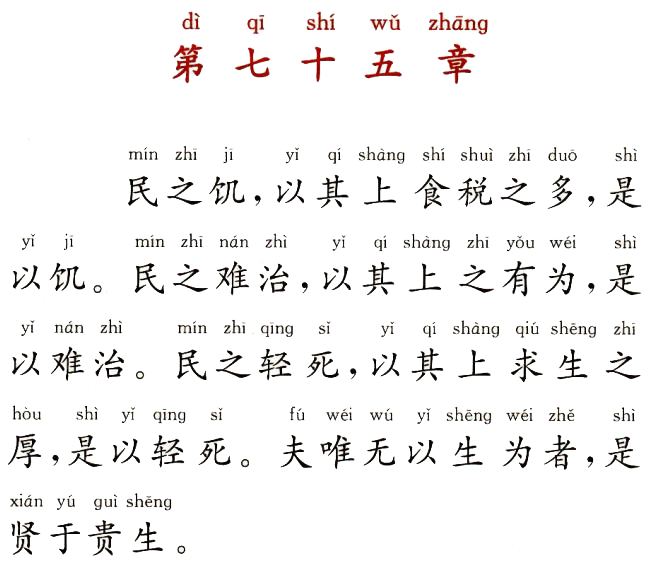 dì qī shí wǔ zhāng
第七十五章
mín zhī jī yǐ qí shàng shí shuì zhī duō shì
民之饥，以其上食税之多，是
yǐ jī mín zhī nán zhì yǐ qí shàng zhī yǒu wéi shì
以饥。民之难治，以其上之有为，是
yǐ nán zhì mín zhī qīng sǐ yǐ qí shàng qiú shēng zhī
以难治。民之轻死，以其上求生之
hòu shì yǐ qīng sǐ fú wéi wú yǐ shēng wéi zhě shì
厚，是以轻死。夫唯无以生为者，是
xián yú guì shēng
贤于贵生。